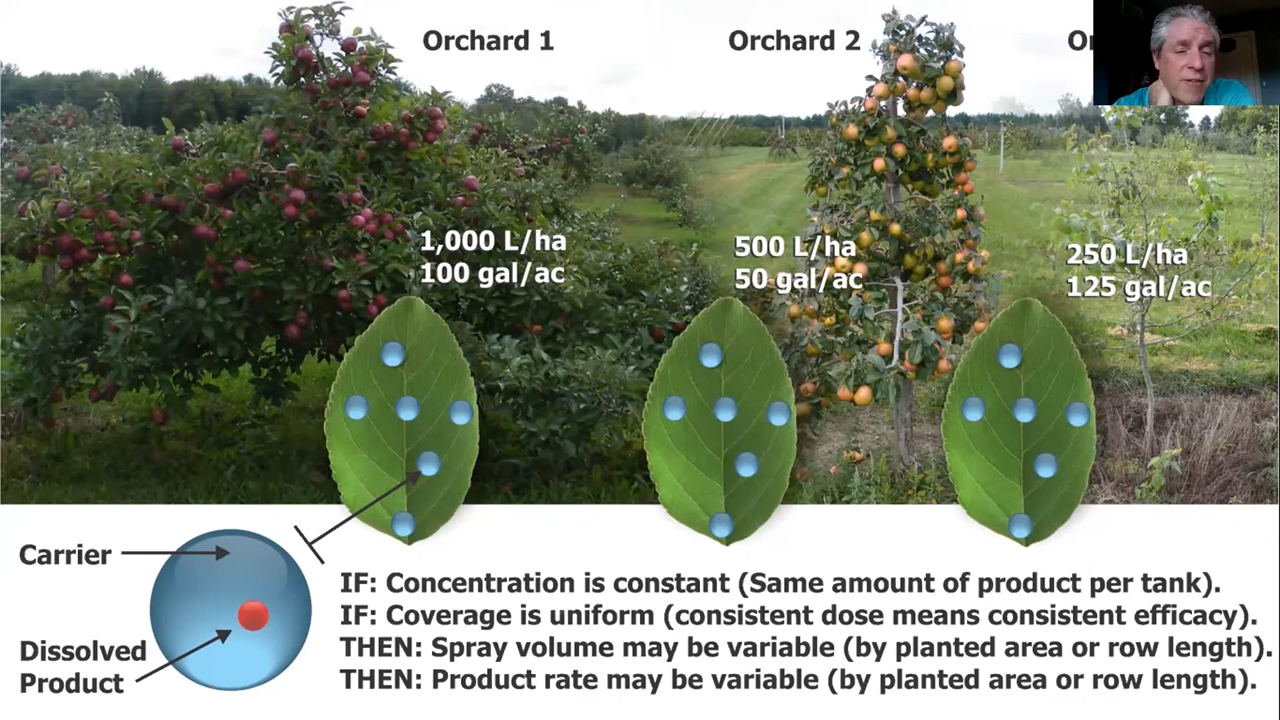 Orchard 1
Orchard 2
Or
1,000 L/ha
100 gal/ac
500 L/ha
50 gal/ac
250 L/ha
125 gal/ac
Carrier
Dissolved
Product
IF: Concentration is constant (Same amount of product per tank).
IF: Coverage is uniform (consistent dose means consistent efficacy).
THEN: Spray volume may be variable (by planted area or row length).
THEN: Product rate may be variable (by planted area or row length).